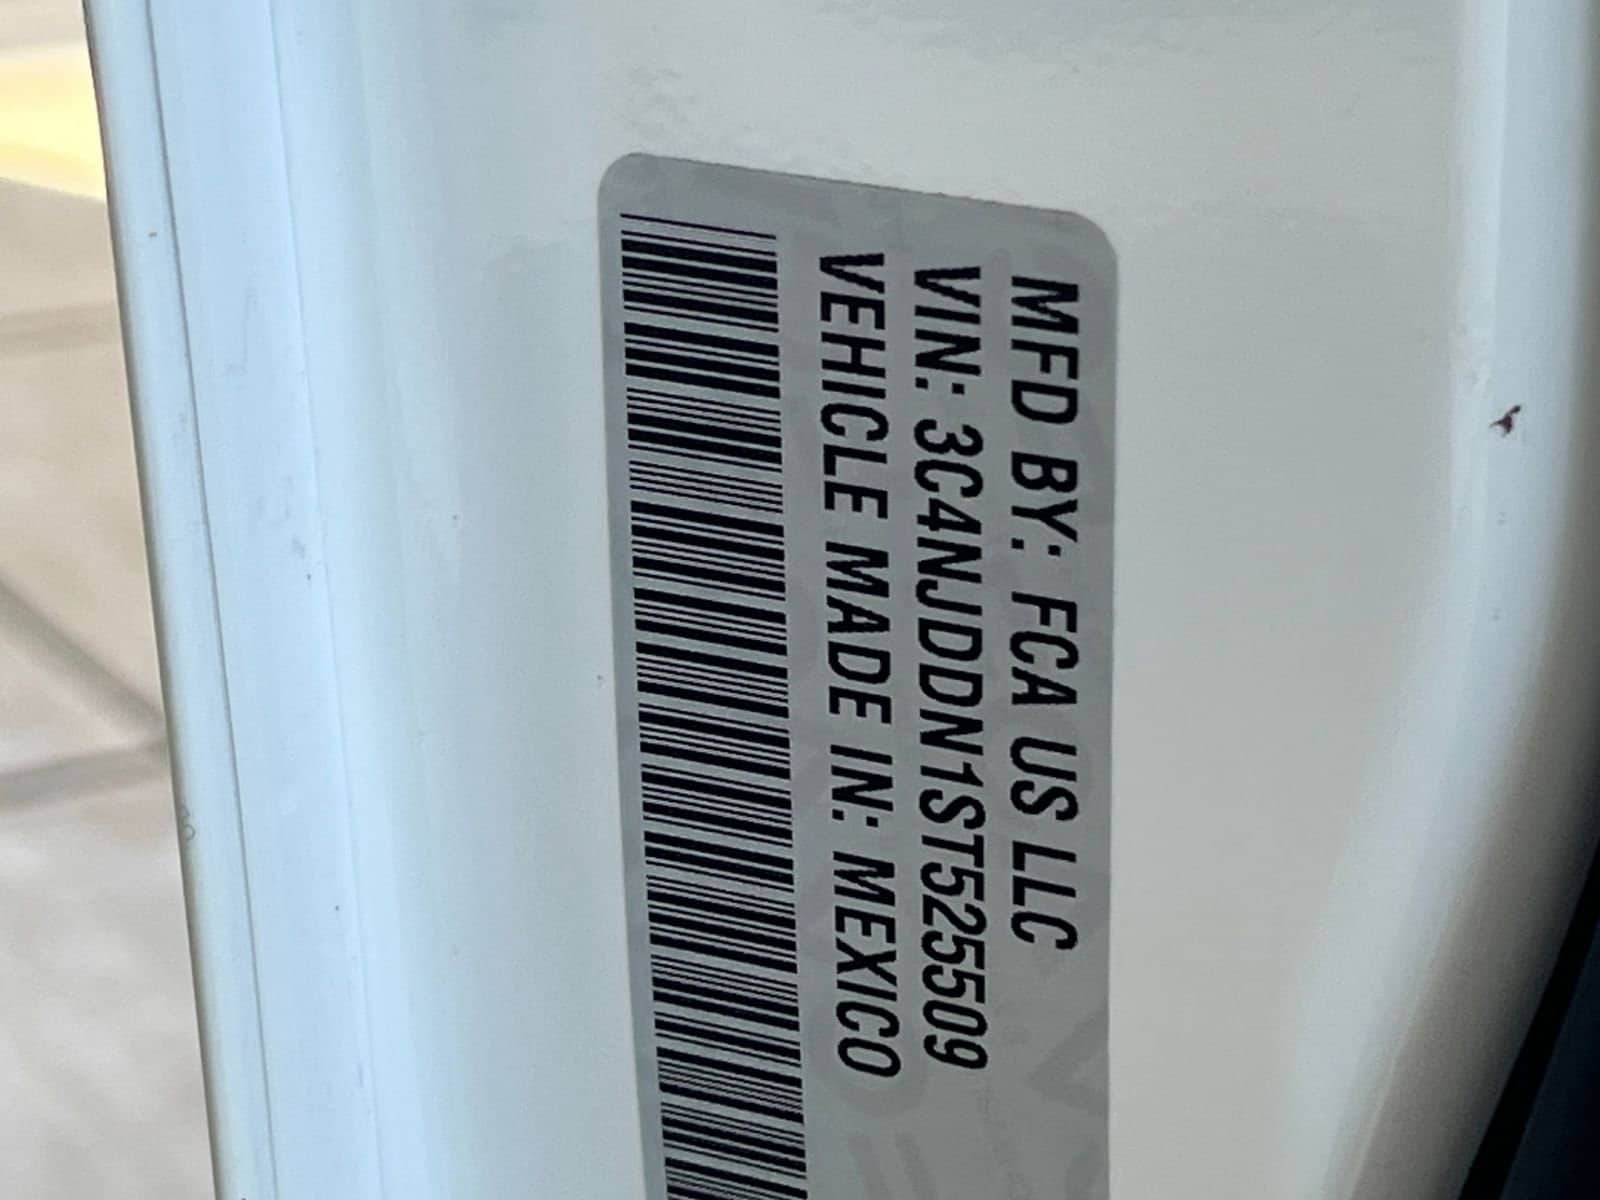 MFD BY: FCA US LLC
VIN: 3C4NJDDN1ST525509
VEHICLE MADE IN: MEXICO